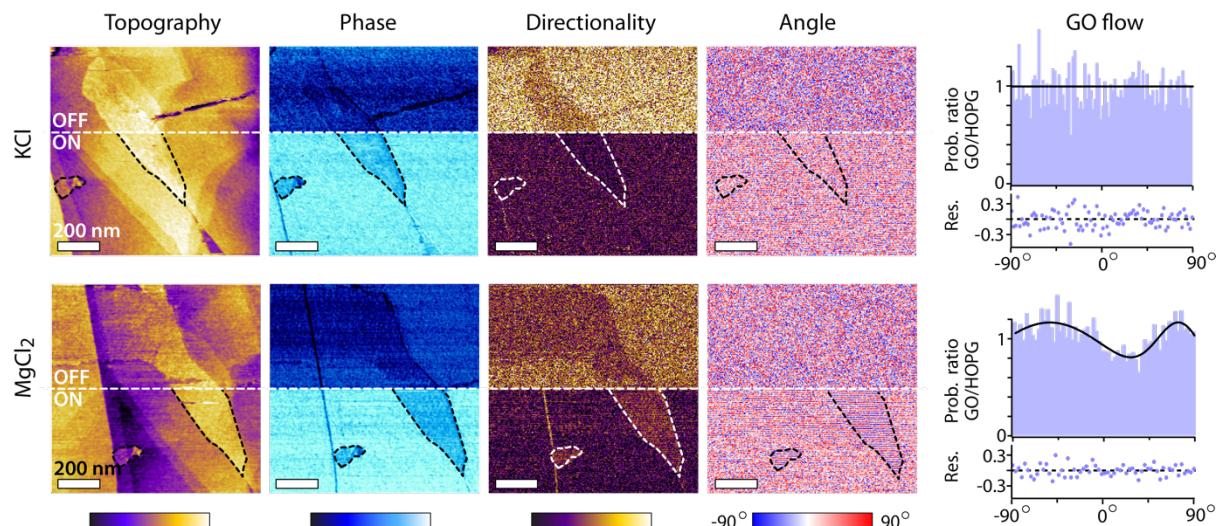 Topography
Phase
Directionality
Angle
GO flow
KCl
OFF
ON
200 nm
Prob. ratio
GO/HOPG
1
0
Res.
0.3
-0.3
-90°
0°
90°
MgCl₂
OFF
ON
200 nm
Prob. ratio
GO/HOPG
1
0
Res.
0.3
-0.3
-90°
0°
90°
-90°
90°